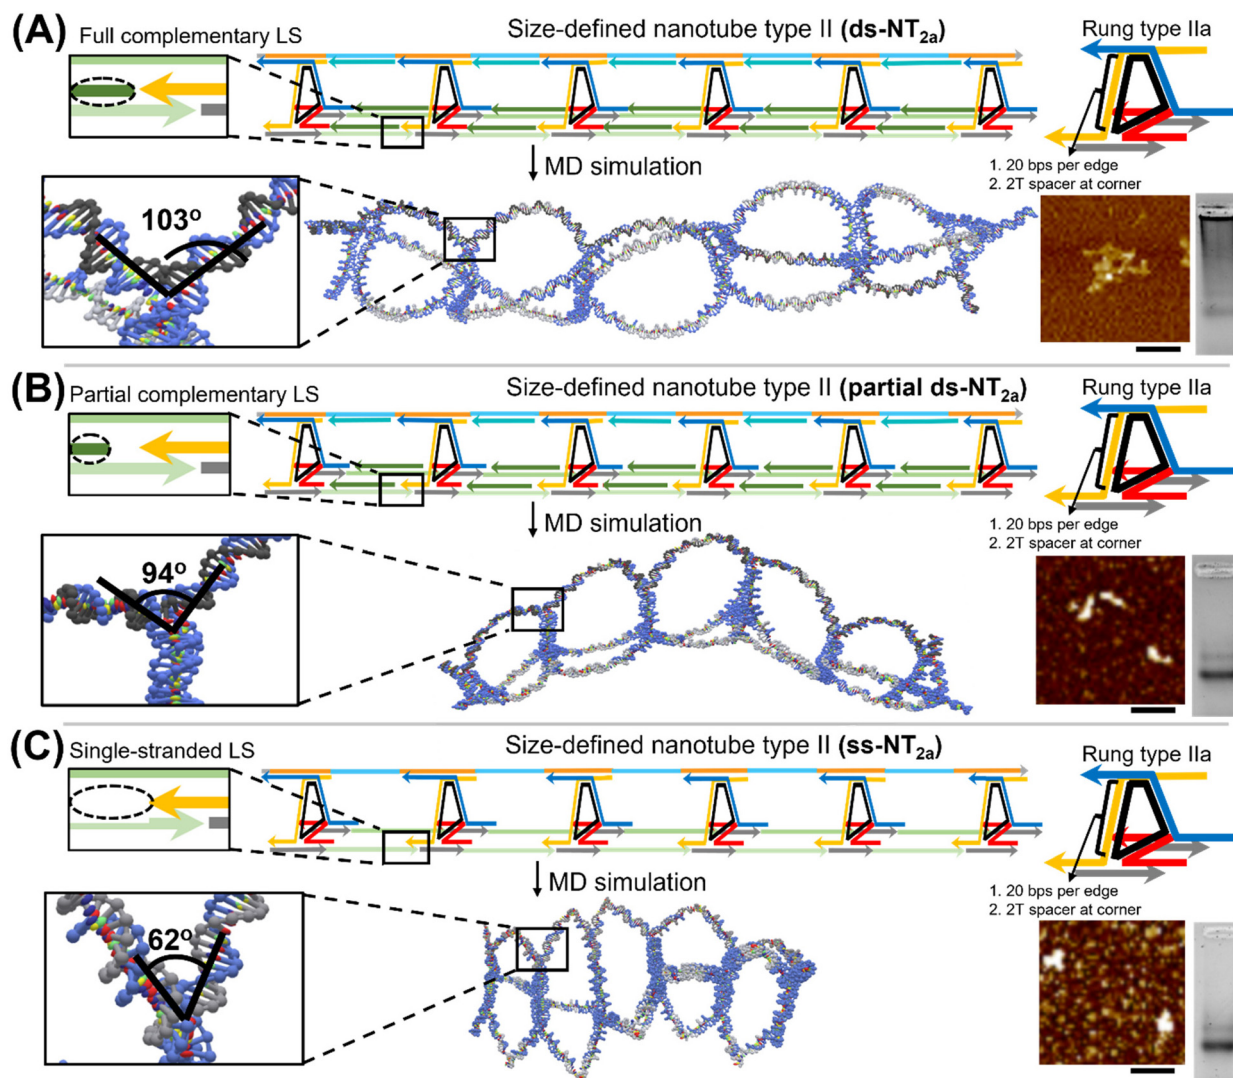 (A)
Full complementary LS
Size-defined nanotube type II (ds-NT2a)
Rung type IIa
MD simulation
1. 20 bps per edge
2. 2T spacer at corner
103o
(B)
Partial complementary LS
Size-defined nanotube type II (partial ds-NT2a)
Rung type IIa
MD simulation
1. 20 bps per edge
2. 2T spacer at corner
94o
(C)
Single-stranded LS
Size-defined nanotube type II (ss-NT2a)
Rung type IIa
MD simulation
1. 20 bps per edge
2. 2T spacer at corner
62o